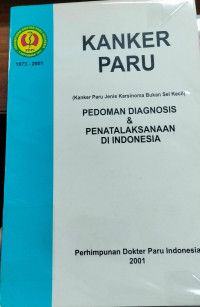 1973 - 2001
KANKER
PARU
(Kanker Paru Jenis Karsinoma Bukan Sel Kecil)
PEDOMAN DIAGNOSIS
&
PENATALAKSANAAN
DI INDONESIA
Perhimpunan Dokter Paru Indonesia
2001